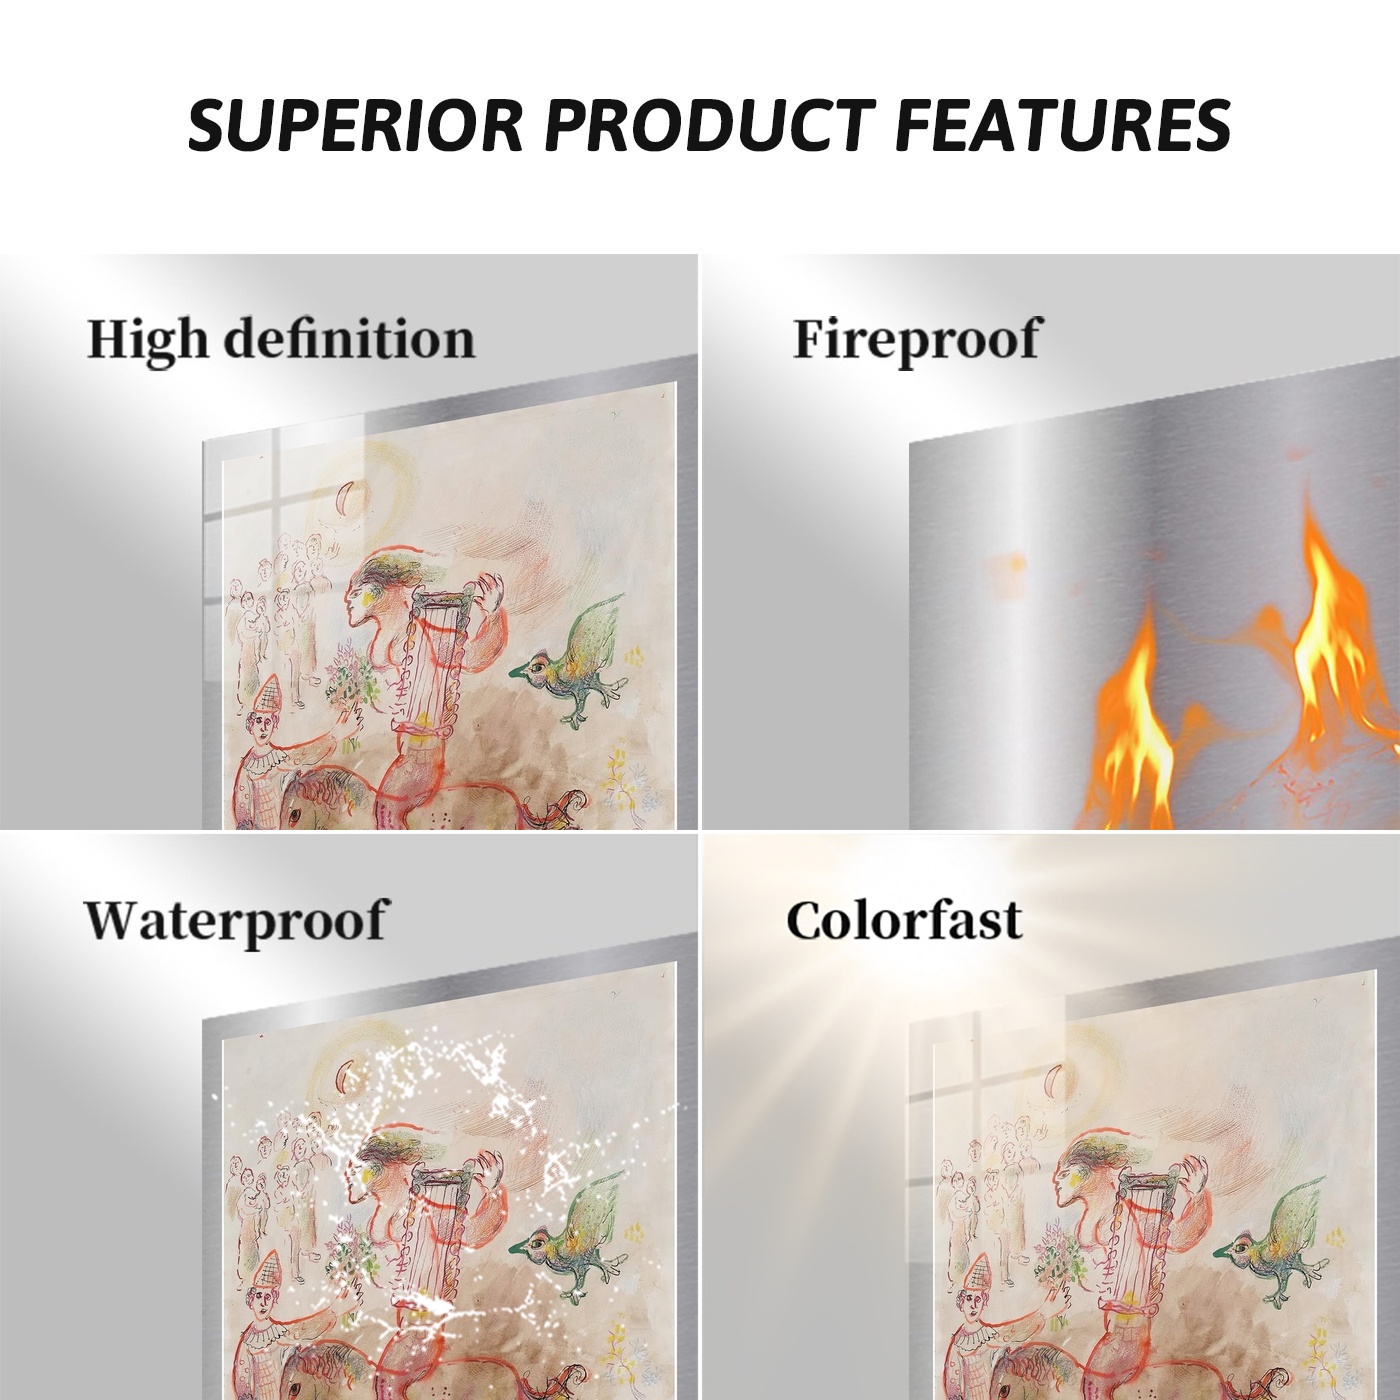 SUPERIOR PRODUCT FEATURES
High definition
Fireproof
Waterproof
Colorfast